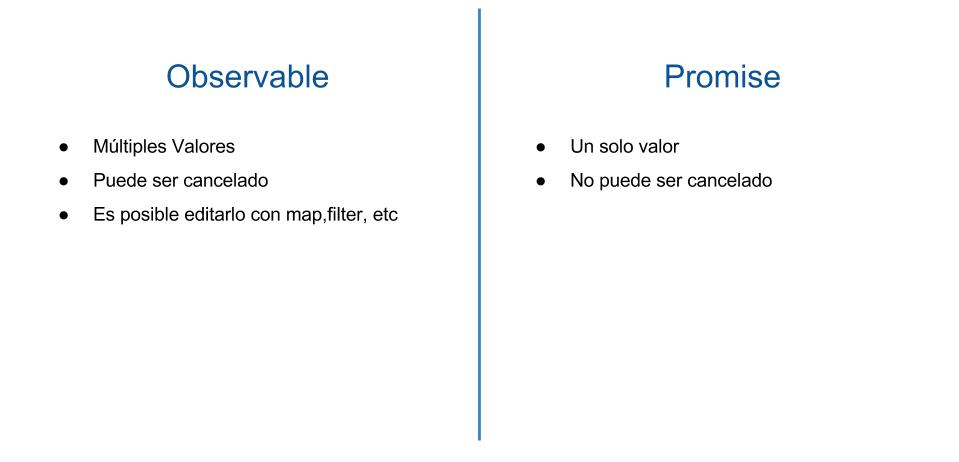 Observable
● Múltiples Valores
● Puede ser cancelado
● Es posible editarlo con map,filter, etc
Promise
● Un solo valor
● No puede ser cancelado